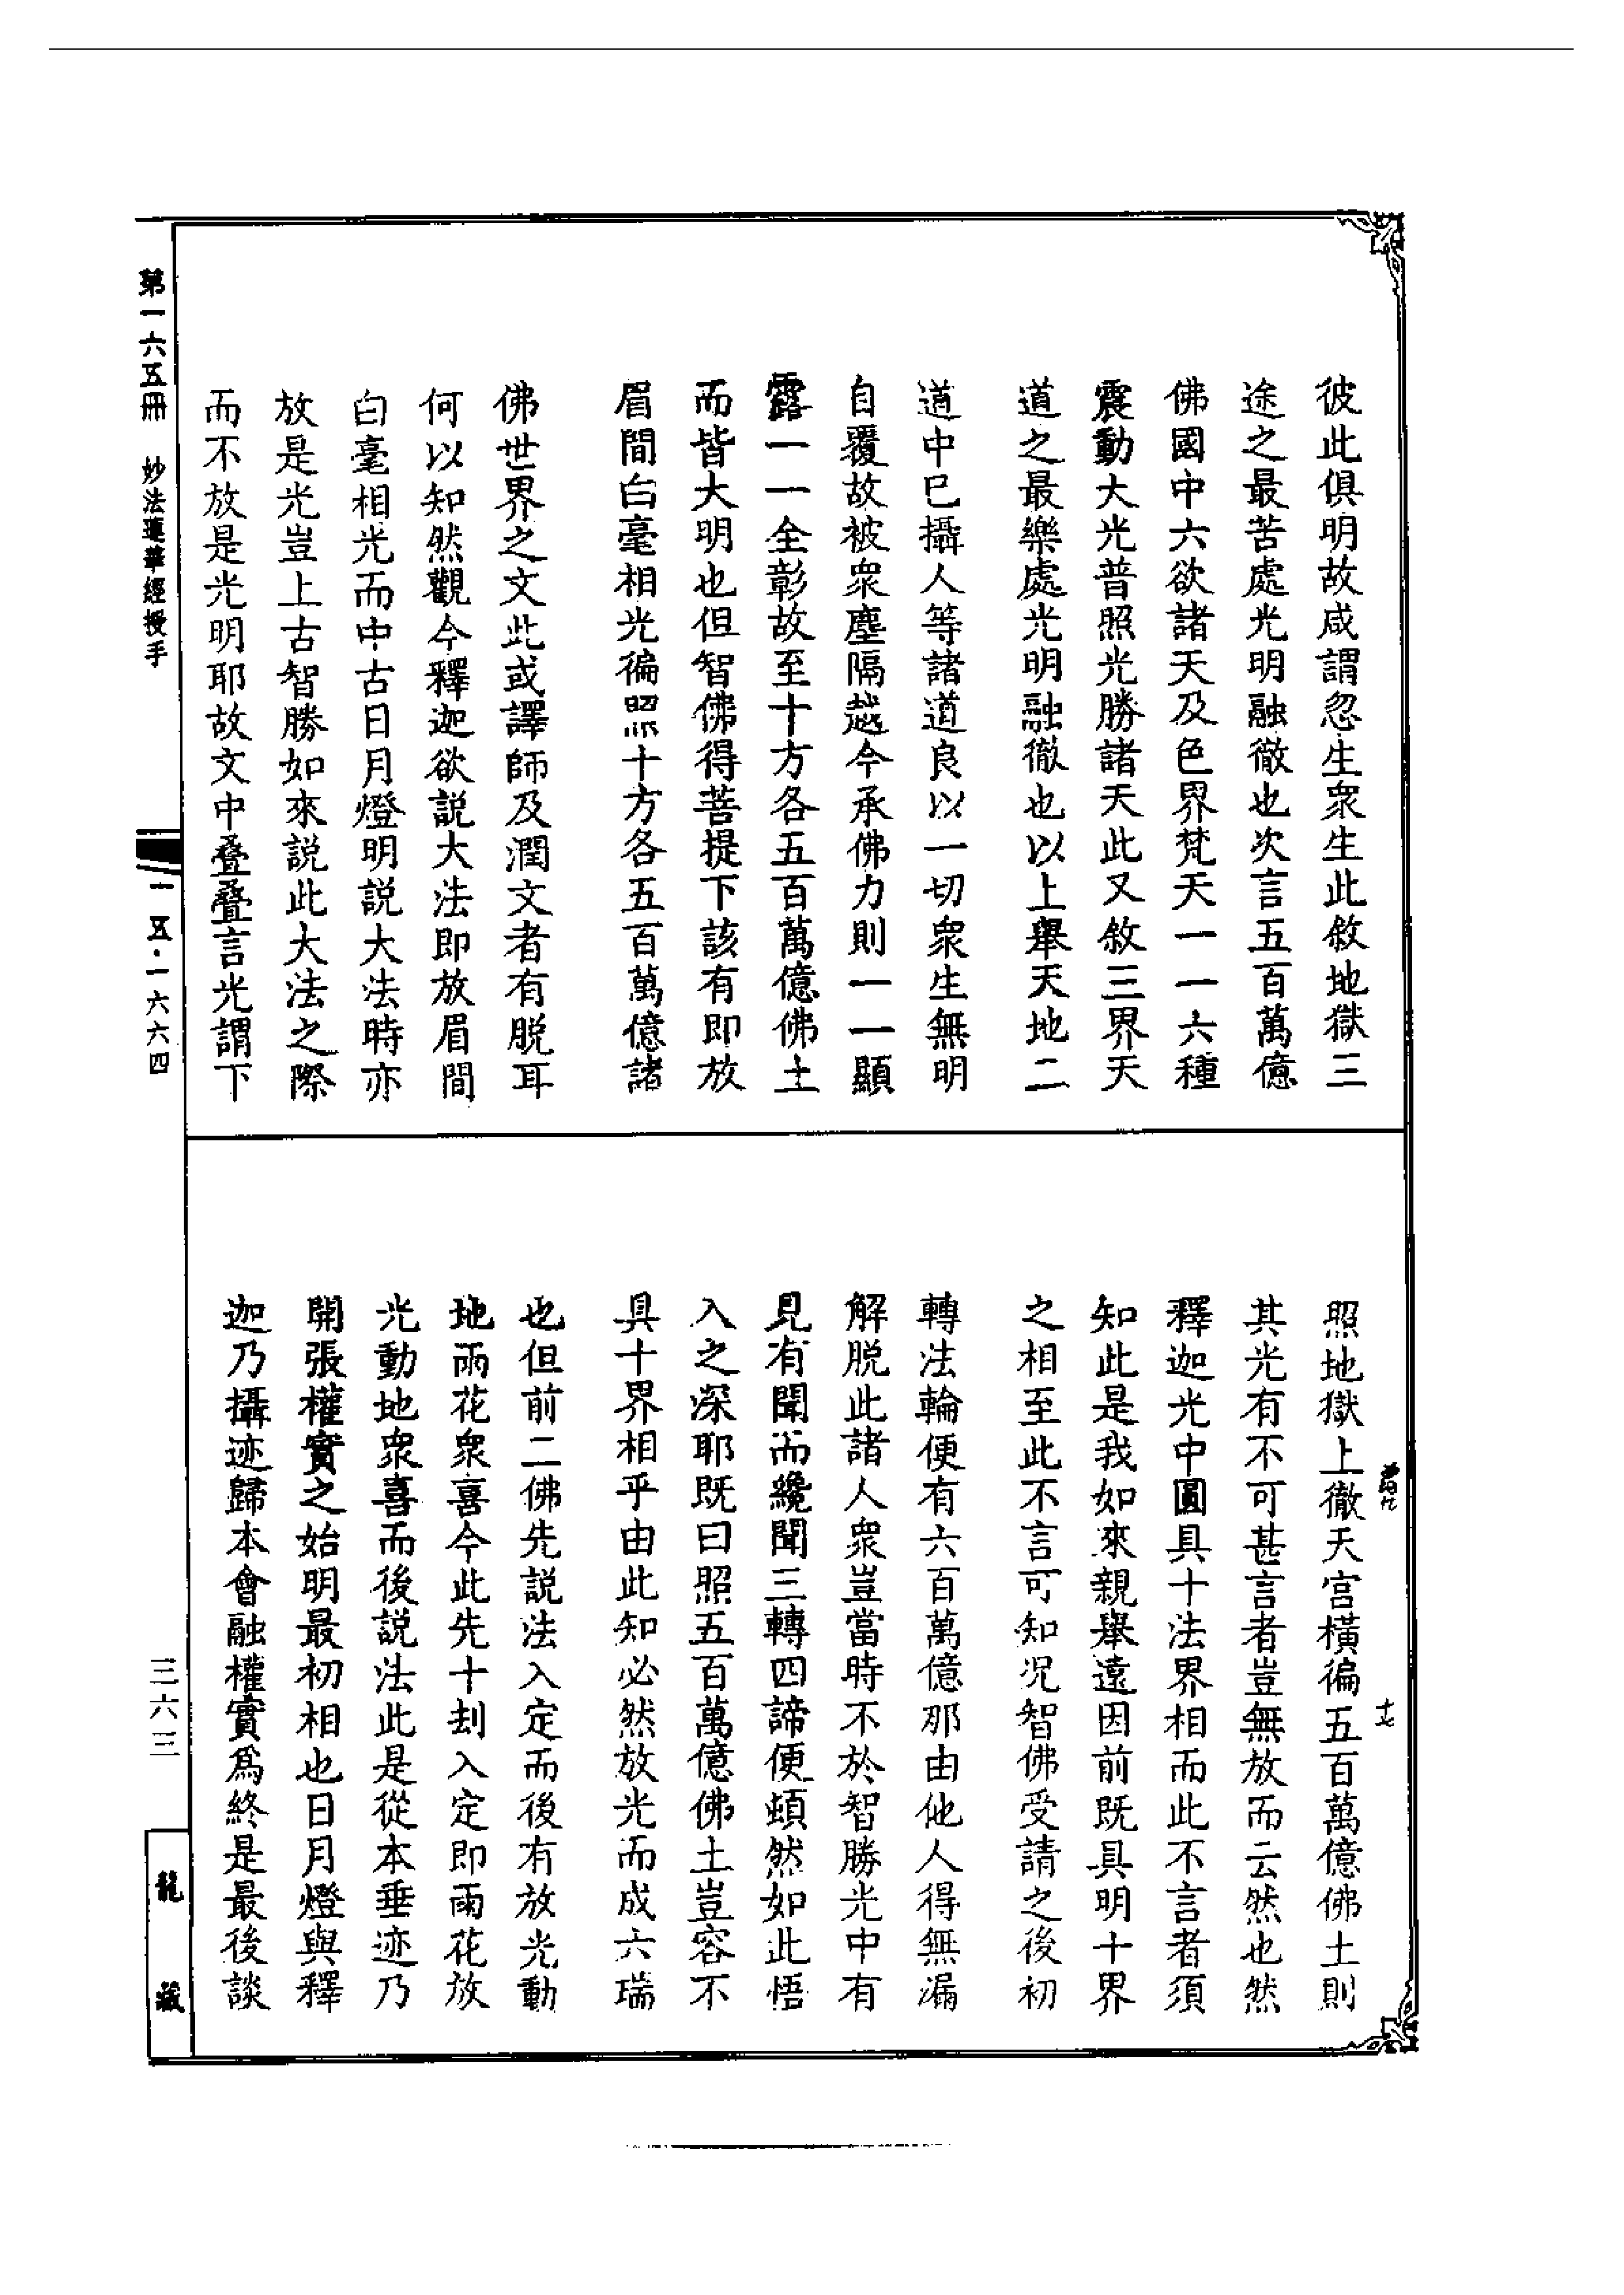 彼此俱明故咸謂忽生衆生此敘地獄三
途之最苦處光明融徹也次言五百萬億
佛國中六欲諸天及色界梵天一一六種
震動大光普照光勝諸天此又敘三界天
道之最樂處光明融徹也以上舉天地二
道中已攝人等諸道良以一切衆生無明
自覆故被衆塵隔越今承佛力則一一顯
露一一全彰故至十方各五百萬億佛土
而皆大明也但智佛得菩提下該有即放
眉間白毫相光徧照十方各五百萬億諸
佛世界之文此或譯師及潤文者有脱耳
何以知然觀今釋迦欲説大法即放眉間
白毫相光而中古日月燈明説大法時亦
放是光豈上古智勝如來説此大法之際
而不放是光明耶故文中疊疊言光謂下
照地獄上徹天宫橫徧五百萬億佛土則
其光有不可甚言者豈無放而云然也然
釋迦光中圓具十法界相而此不言者須
知此是我如來親舉遠因前既具明十界
之相至此不言可知況智佛受請之後初
轉法輪便有六百萬億那由他人得無漏
解脱此諸人衆豈當時不於智勝光中有
見有聞而纔聞三轉四諦便頓然如此悟
入之深耶既曰照五百萬億佛土豈容不
具十界相乎由此知必然放光而成六瑞
也但前二佛先説法入定而後有放光動
地雨花衆喜今此先十刦入定即雨花放
光動地衆喜而後説法此是從本垂迹乃
開張權實之始明最初相也日月燈與釋
迦乃攝迹歸本會融權實爲終是最後談
第一六五册 妙法蓮華經授手
一五·一六六四
三六三
龍藏
十七